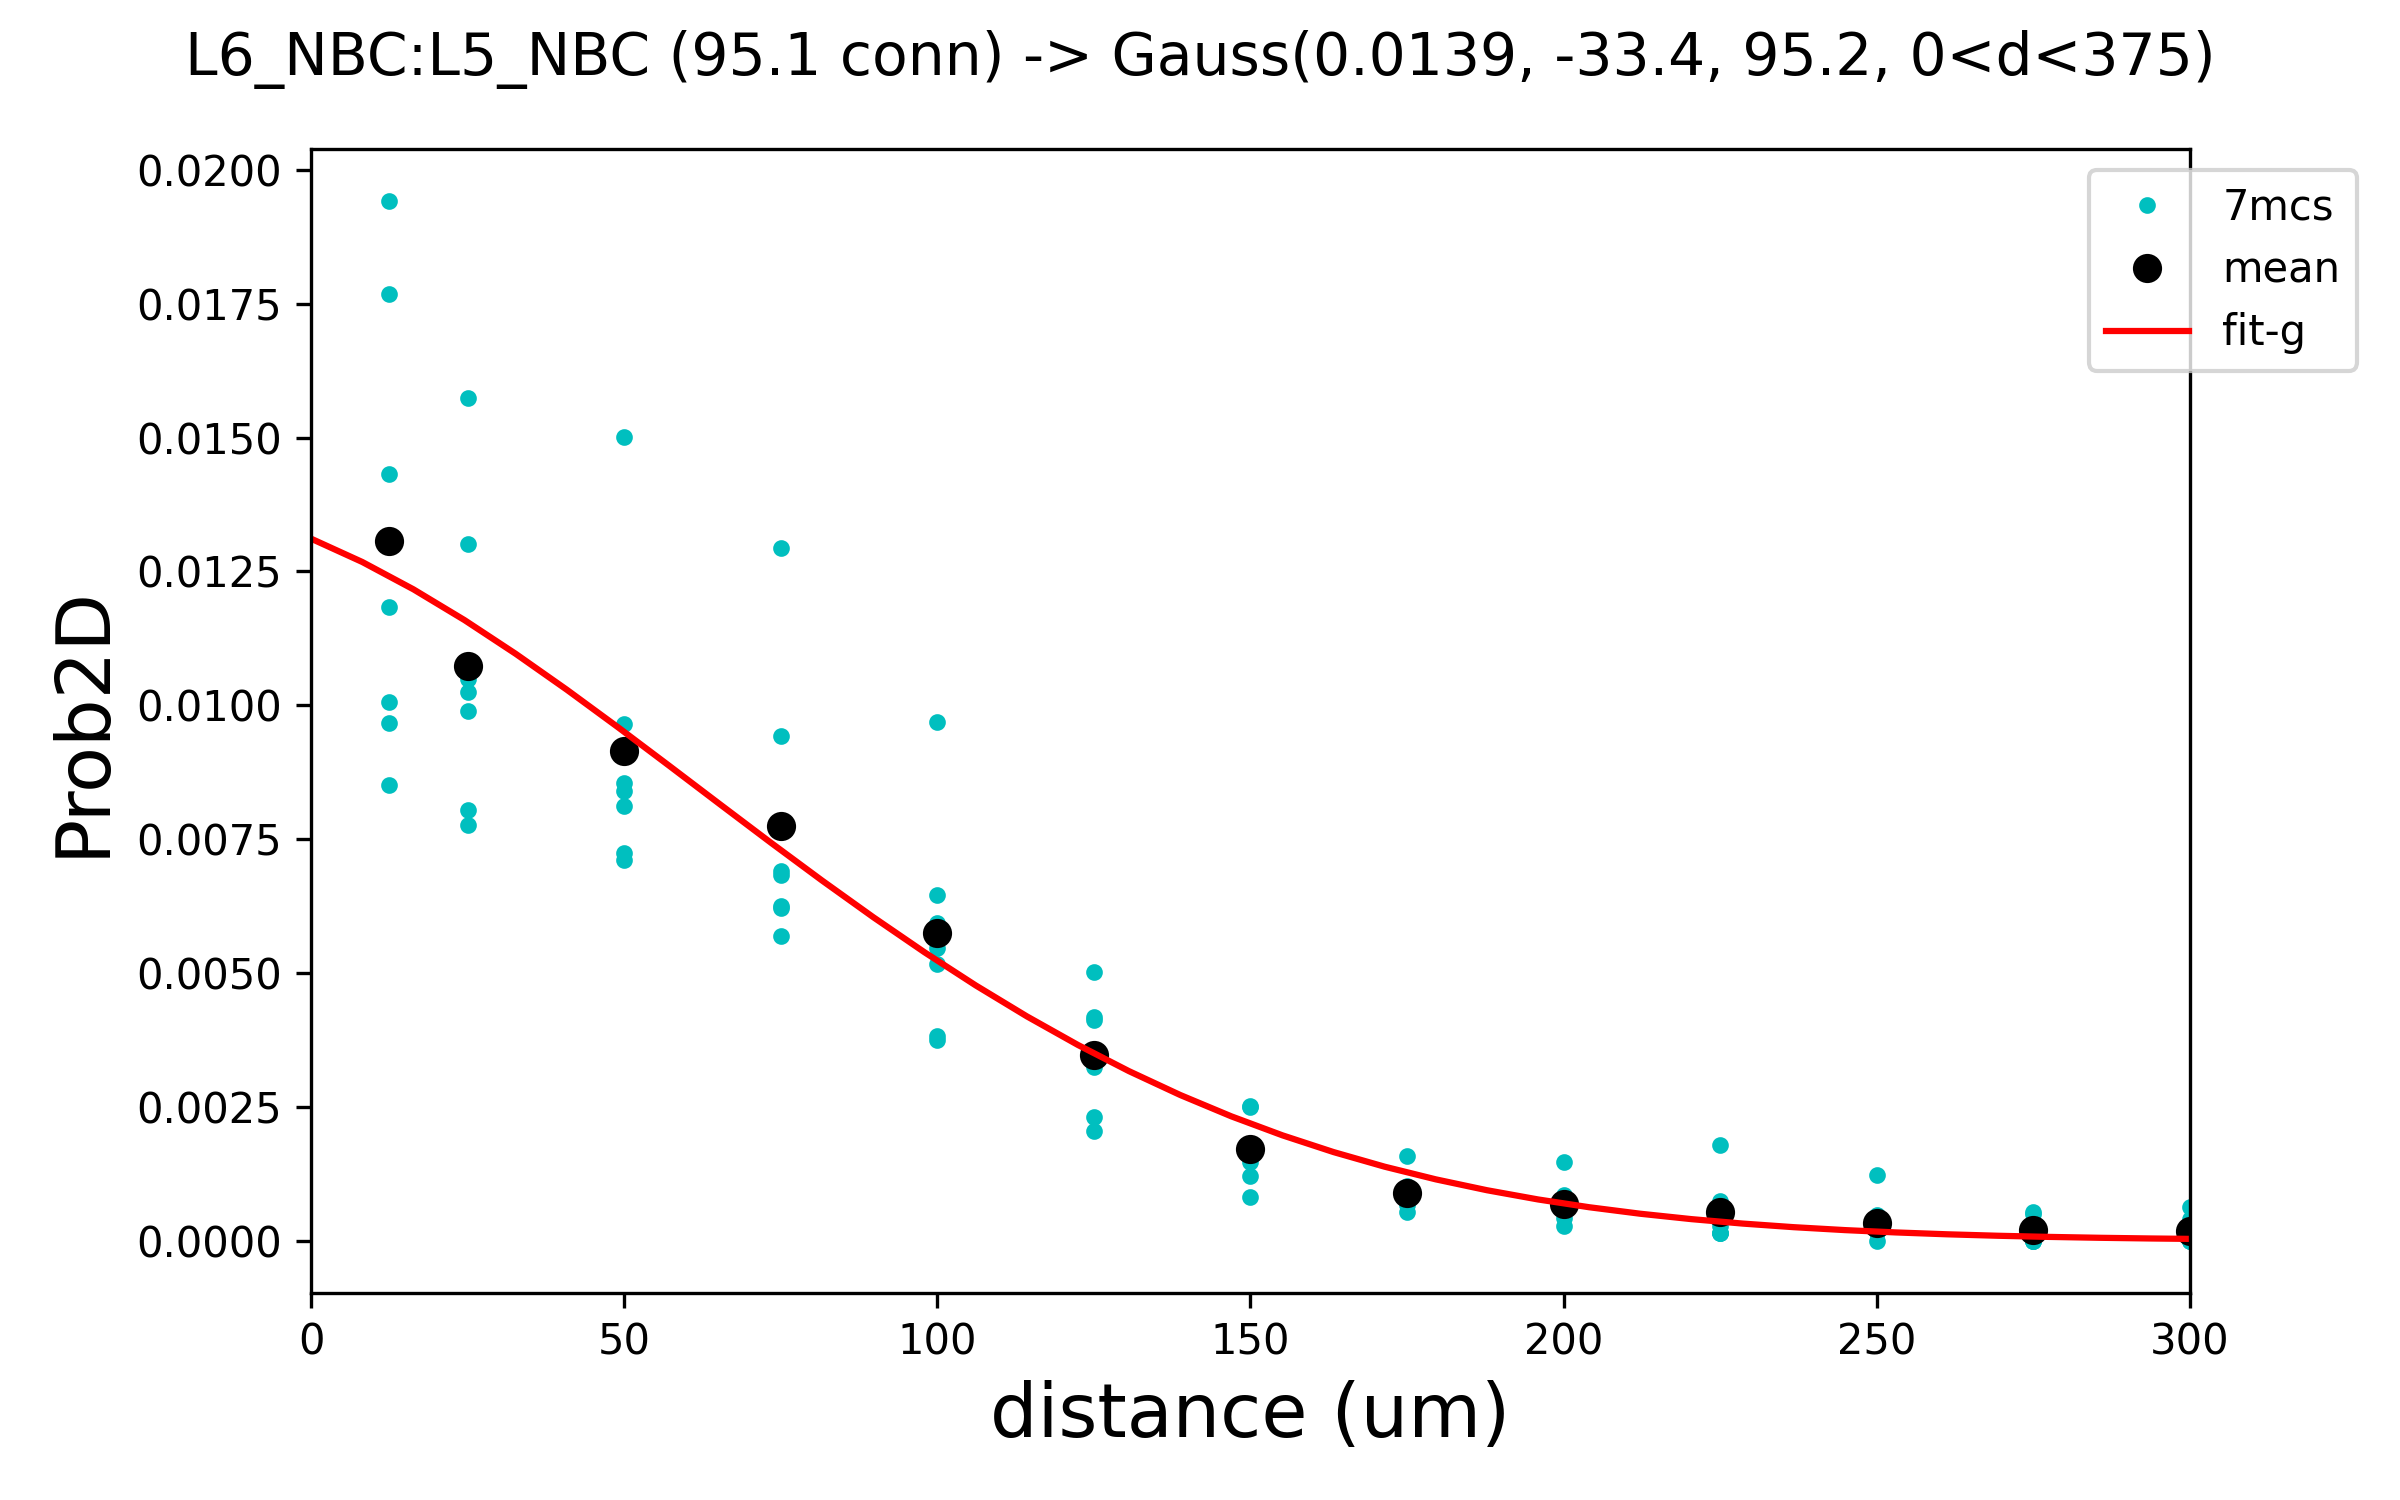 L6_NBC:L5_NBC (95.1 conn) -> Gauss(0.0139, -33.4, 95.2, 0<d<375)
7mcs
mean
fit-g
Prob2D
0.0200
0.0175
0.0150
0.0125
0.0100
0.0075
0.0050
0.0025
0.0000
0 50 100 150 200 250 300
distance (um)